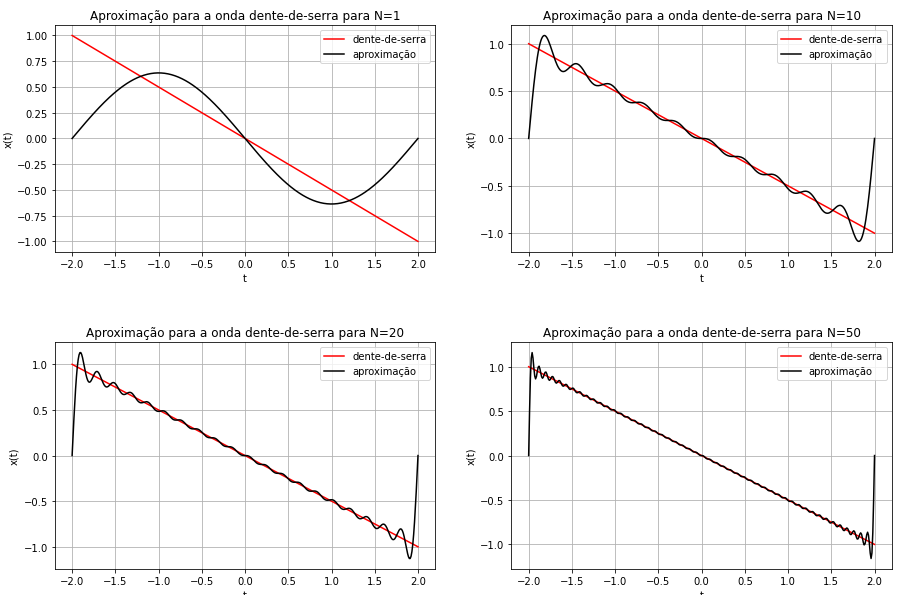 Aproximação para a onda dente-de-serra para N=1
1.00
0.75
0.50
0.25
0.00
−0.25
−0.50
−0.75
−1.00
x(t)
dente-de-serra
aproximação
−2.0 −1.5 −1.0 −0.5 0.0 0.5 1.0 1.5 2.0
t
Aproximação para a onda dente-de-serra para N=10
1.0
0.5
0.0
−0.5
−1.0
x(t)
dente-de-serra
aproximação
−2.0 −1.5 −1.0 −0.5 0.0 0.5 1.0 1.5 2.0
t
Aproximação para a onda dente-de-serra para N=20
1.0
0.5
0.0
−0.5
−1.0
x(t)
dente-de-serra
aproximação
−2.0 −1.5 −1.0 −0.5 0.0 0.5 1.0 1.5 2.0
t
Aproximação para a onda dente-de-serra para N=50
1.0
0.5
0.0
−0.5
−1.0
x(t)
dente-de-serra
aproximação
−2.0 −1.5 −1.0 −0.5 0.0 0.5 1.0 1.5 2.0
t